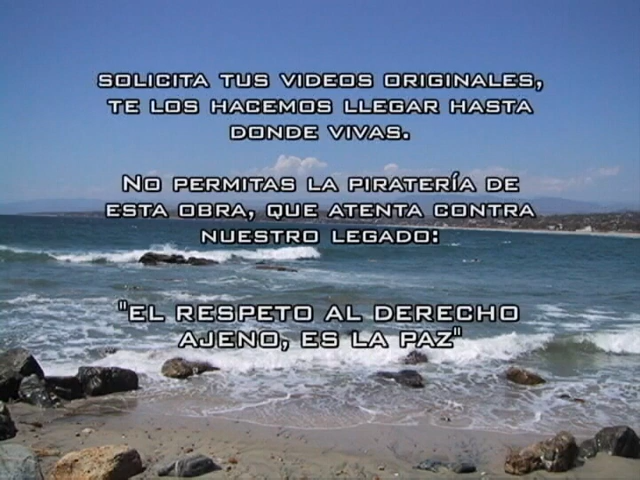 SOLICITA TUS VIDEOS ORIGINALES,
TE LOS HACEMOS LLEGAR HASTA
DONDE VIVAS.
NO PERMITAS LA PIRATERÍA DE
ESTA OBRA, QUE ATENTA CONTRA
NUESTRO LEGADO:
"EL RESPETO AL DERECHO
AJENO, ES LA PAZ"